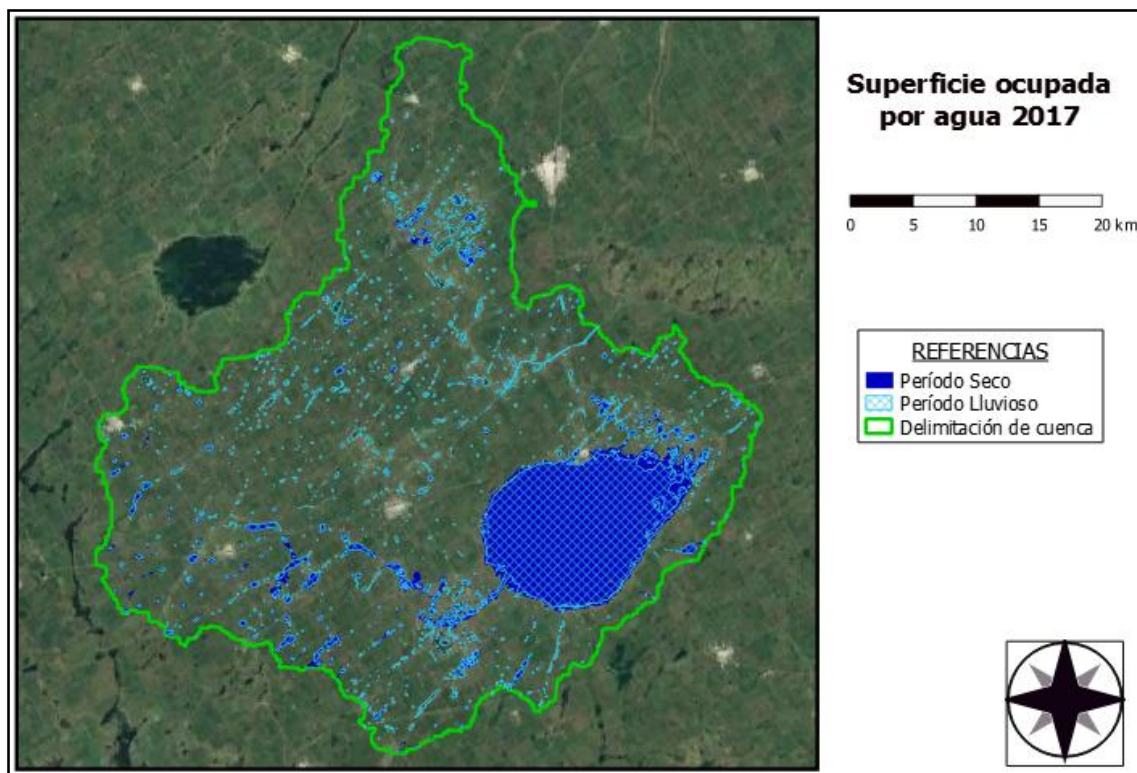 Superficie ocupada
por agua 2017
0 5 10 15 20 km
REFERENCIAS
Período Seco
Período Lluvioso
Delimitación de cuenca